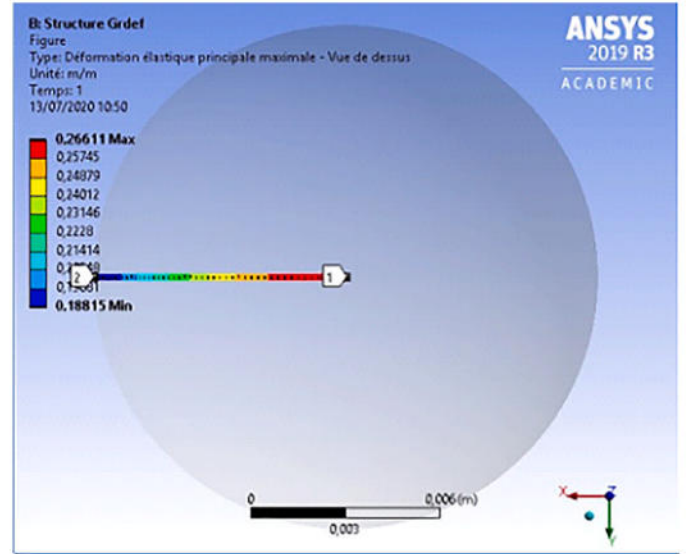 B: Structure Grdef
Figure
Type: Déformation élastique principale maximale - Vue de dessus
Unité: m/m
Temps: 1
13/07/2020 10:50
ANSYS
2019 R3
ACADEMIC
0,26611 Max
0,25745
0,24879
0,24012
0,23146
0,2228
0,21414
0,18815 Min
2
1
0
0,006 (m)
0,003
X
Z
Y